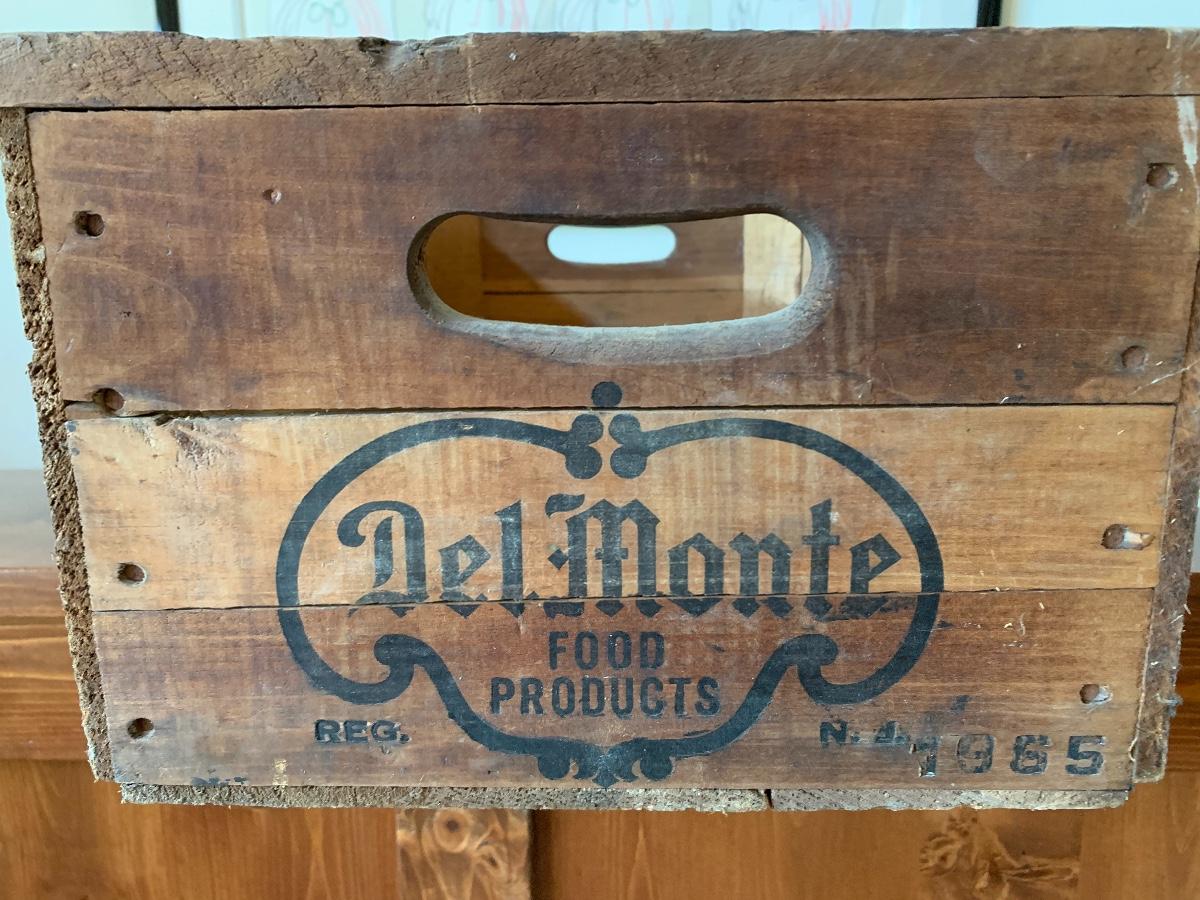 Del Monte
FOOD
PRODUCTS
REG.
N. A.
1965